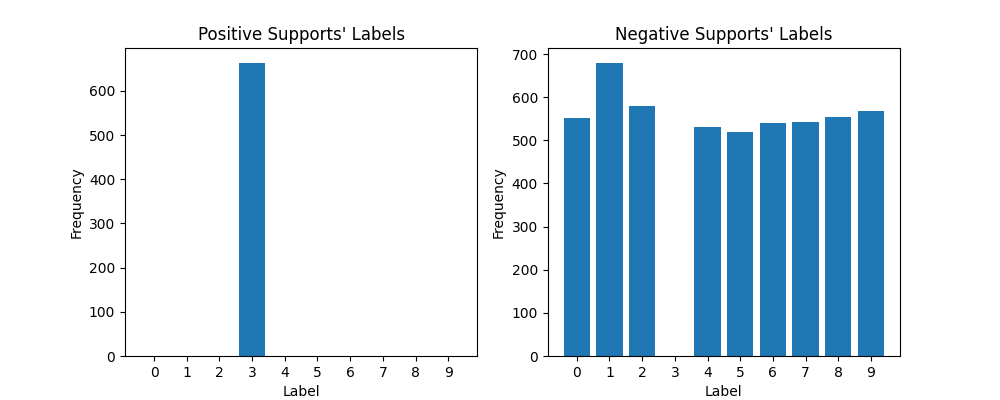 Positive Supports' Labels
Frequency
600
500
400
300
200
100
0
0 1 2 3 4 5 6 7 8 9
Label
Negative Supports' Labels
Frequency
700
600
500
400
300
200
100
0
0 1 2 3 4 5 6 7 8 9
Label